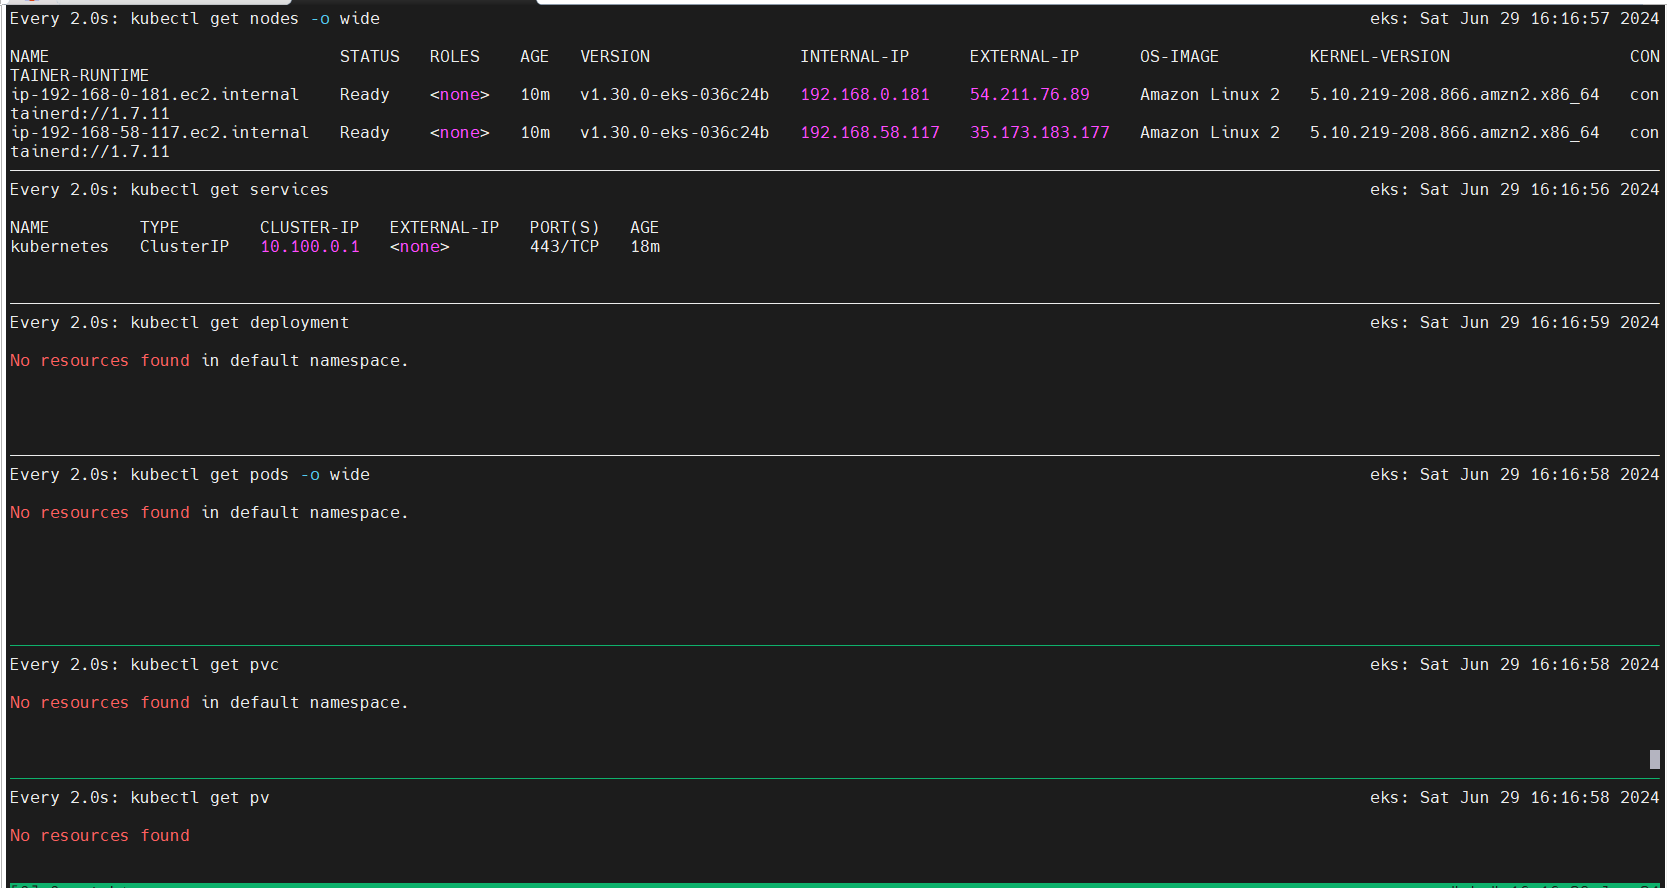 Every 2.0s: kubectl get nodes -o wide eks: Sat Jun 29 16:16:57 2024
NAME STATUS ROLES AGE VERSION INTERNAL-IP EXTERNAL-IP OS-IMAGE KERNEL-VERSION CON
TAINER-RUNTIME
ip-192-168-0-181.ec2.internal Ready <none> 10m v1.30.0-eks-036c24b 192.168.0.181 54.211.76.89 Amazon Linux 2 5.10.219-208.866.amzn2.x86_64 con
tainerd://1.7.11
ip-192-168-58-117.ec2.internal Ready <none> 10m v1.30.0-eks-036c24b 192.168.58.117 35.173.183.177 Amazon Linux 2 5.10.219-208.866.amzn2.x86_64 con
tainerd://1.7.11
Every 2.0s: kubectl get services eks: Sat Jun 29 16:16:56 2024
NAME TYPE CLUSTER-IP EXTERNAL-IP PORT(S) AGE
kubernetes ClusterIP 10.100.0.1 <none> 443/TCP 18m
Every 2.0s: kubectl get deployment eks: Sat Jun 29 16:16:59 2024
No resources found in default namespace.
Every 2.0s: kubectl get pods -o wide eks: Sat Jun 29 16:16:58 2024
No resources found in default namespace.
Every 2.0s: kubectl get pvc eks: Sat Jun 29 16:16:58 2024
No resources found in default namespace.
Every 2.0s: kubectl get pv eks: Sat Jun 29 16:16:58 2024
No resources found